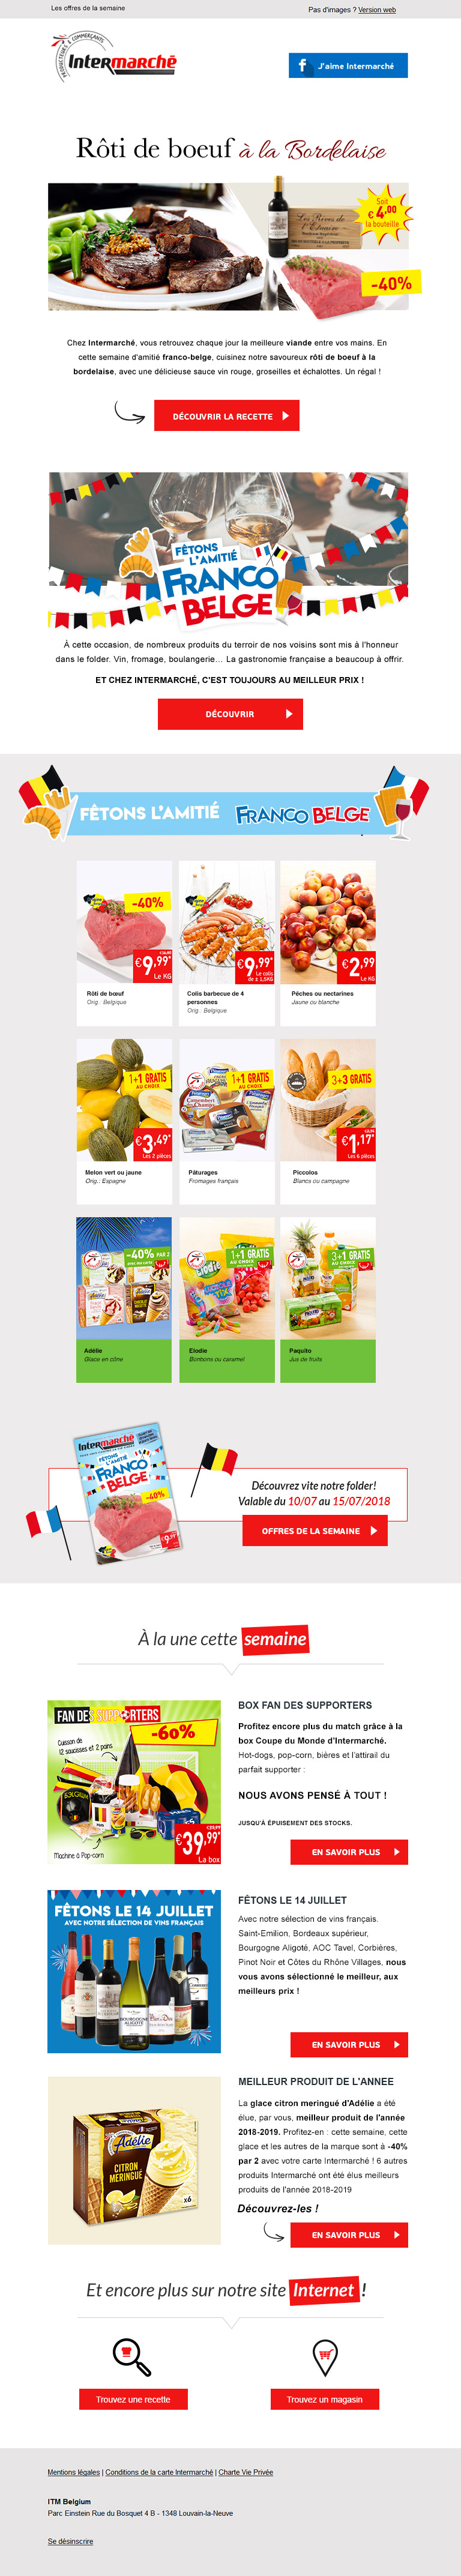 Les offres de la semaine
Pas d'images ? Version web
PRODUCTEURS COMMERÇANTS
Intermarché
J'aime Intermarché
Rôti de boeuf à la Bordelaise
Soit
€ 4,00
la bouteille
-40%
Chez Intermarché, vous retrouvez chaque jour la meilleure viande entre vos mains. En
cette semaine d'amitié franco-belge, cuisinez notre savoureux rôti de boeuf à la
bordelaise, avec une délicieuse sauce vin rouge, groseilles et échalottes. Un régal !
DÉCOUVRIR LA RECETTE
FÊTONS
L'AMITIÉ
FRANCO
BELGE
À cette occasion, de nombreux produits du terroir de nos voisins sont mis à l'honneur
dans le folder. Vin, fromage, boulangerie... La gastronomie française a beaucoup à offrir.
ET CHEZ INTERMARCHÉ, C'EST TOUJOURS AU MEILLEUR PRIX !
DÉCOUVRIR
FÊTONS L'AMITIÉ FRANCO BELGE
-40%
€9,99*
Le KG
Rôti de bœuf
Orig.: Belgique
€9,99*
Le colis
de ± 1,5KG
Colis barbecue de 4
personnes
Orig.: Belgique
€2,99
Le KG
Pêches ou nectarines
Jaune ou blanche
1+1 GRATIS
AU CHOIX
€3,49*
Les 2 pièces
Melon vert ou jaune
Orig.: Espagne
1+1 GRATIS
AU CHOIX
Pâturages
Fromages français
3+3 GRATIS
€1,17*
Les 6 pièces
Piccolos
Blancs ou campagne
-40% PAR 2
Adélie
Glace en cône
1+1 GRATIS
AU CHOIX
Elodie
Bonbons ou caramel
3+1 GRATIS
AU CHOIX
Paquito
Jus de fruits
Intermarché
FÊTONS
L'AMITIÉ
FRANCO
BELGE
-40%
€9,99
Découvrez vite notre folder!
Valable du 10/07 au 15/07/2018
OFFRES DE LA SEMAINE
À la une cette semaine
FAN DES SUPPORTERS
-60%
Cuisson de
12 saucisses et 2 pains
BELGIUM
Machine à Pop-corn
€39,99*
La box
BOX FAN DES SUPPORTERS
Profitez encore plus du match grâce à la
box Coupe du Monde d'Intermarché.
Hot-dogs, pop-corn, bières et l'attirail du
parfait supporter :
NOUS AVONS PENSÉ À TOUT !
JUSQU'À ÉPUISEMENT DES STOCKS.
EN SAVOIR PLUS
FÊTONS LE 14 JUILLET
AVEC NOTRE SÉLECTION DE VINS FRANÇAIS
FÊTONS LE 14 JUILLET
Avec notre sélection de vins français.
Saint-Emilion, Bordeaux supérieur,
Bourgogne Aligoté, AOC Tavel, Corbières,
Pinot Noir et Côtes du Rhône Villages, nous
vous avons sélectionné le meilleur, aux
meilleurs prix !
EN SAVOIR PLUS
Adélie
CITRON
MERINGUÉ
x6
MEILLEUR PRODUIT DE L'ANNEE
La glace citron meringué d'Adélie a été
élue, par vous, meilleur produit de l'année
2018-2019. Profitez-en : cette semaine, cette
glace et les autres de la marque sont à -40%
par 2 avec votre carte Intermarché ! 6 autres
produits Intermarché ont été élus meilleurs
produits de l'année 2018-2019
Découvrez-les !
EN SAVOIR PLUS
Et encore plus sur notre site Internet !
Trouvez une recette
Trouvez un magasin
Mentions légales | Conditions de la carte Intermarché | Charte Vie Privée
ITM Belgium
Parc Einstein Rue du Bosquet 4 B - 1348 Louvain-la-Neuve
Se désinscrire